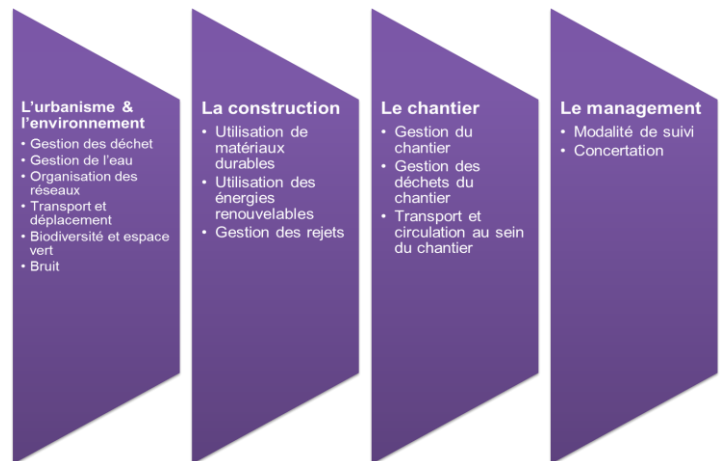 L'urbanisme &
l'environnement
• Gestion des déchet
• Gestion de l'eau
• Organisation des
réseaux
• Transport et
déplacement
• Biodiversité et espace
vert
• Bruit
La construction
• Utilisation de
matériaux
durables
• Utilisation des
énergies
renouvelables
• Gestion des rejets
Le chantier
• Gestion du
chantier
• Gestion des
déchets du
chantier
• Transport et
circulation au sein
du chantier
Le management
• Modalité de suivi
• Concertation